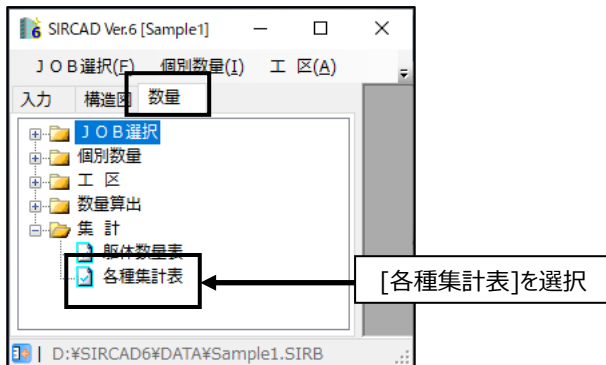 SIRCAD Ver.6 [Sample1]
ＪＯＢ選択(F) 個別数量(I) 工 区(A)
入力 構造図 数量
ＪＯＢ選択
個別数量
工 区
数量算出
集 計
躯体数量表
各種集計表
[各種集計表]を選択
D:¥SIRCAD6¥DATA¥Sample1.SIRB